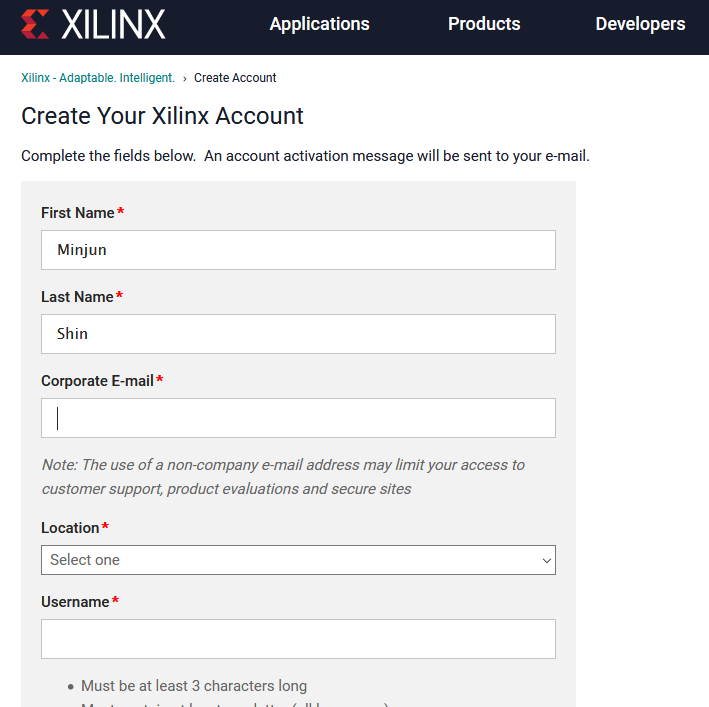 XILINX
Applications Products Developers
Xilinx - Adaptable. Intelligent. › Create Account
Create Your Xilinx Account
Complete the fields below. An account activation message will be sent to your e-mail.
First Name*
Minjun
Last Name*
Shin
Corporate E-mail*
Note: The use of a non-company e-mail address may limit your access to
customer support, product evaluations and secure sites
Location*
Select one
Username*
• Must be at least 3 characters long